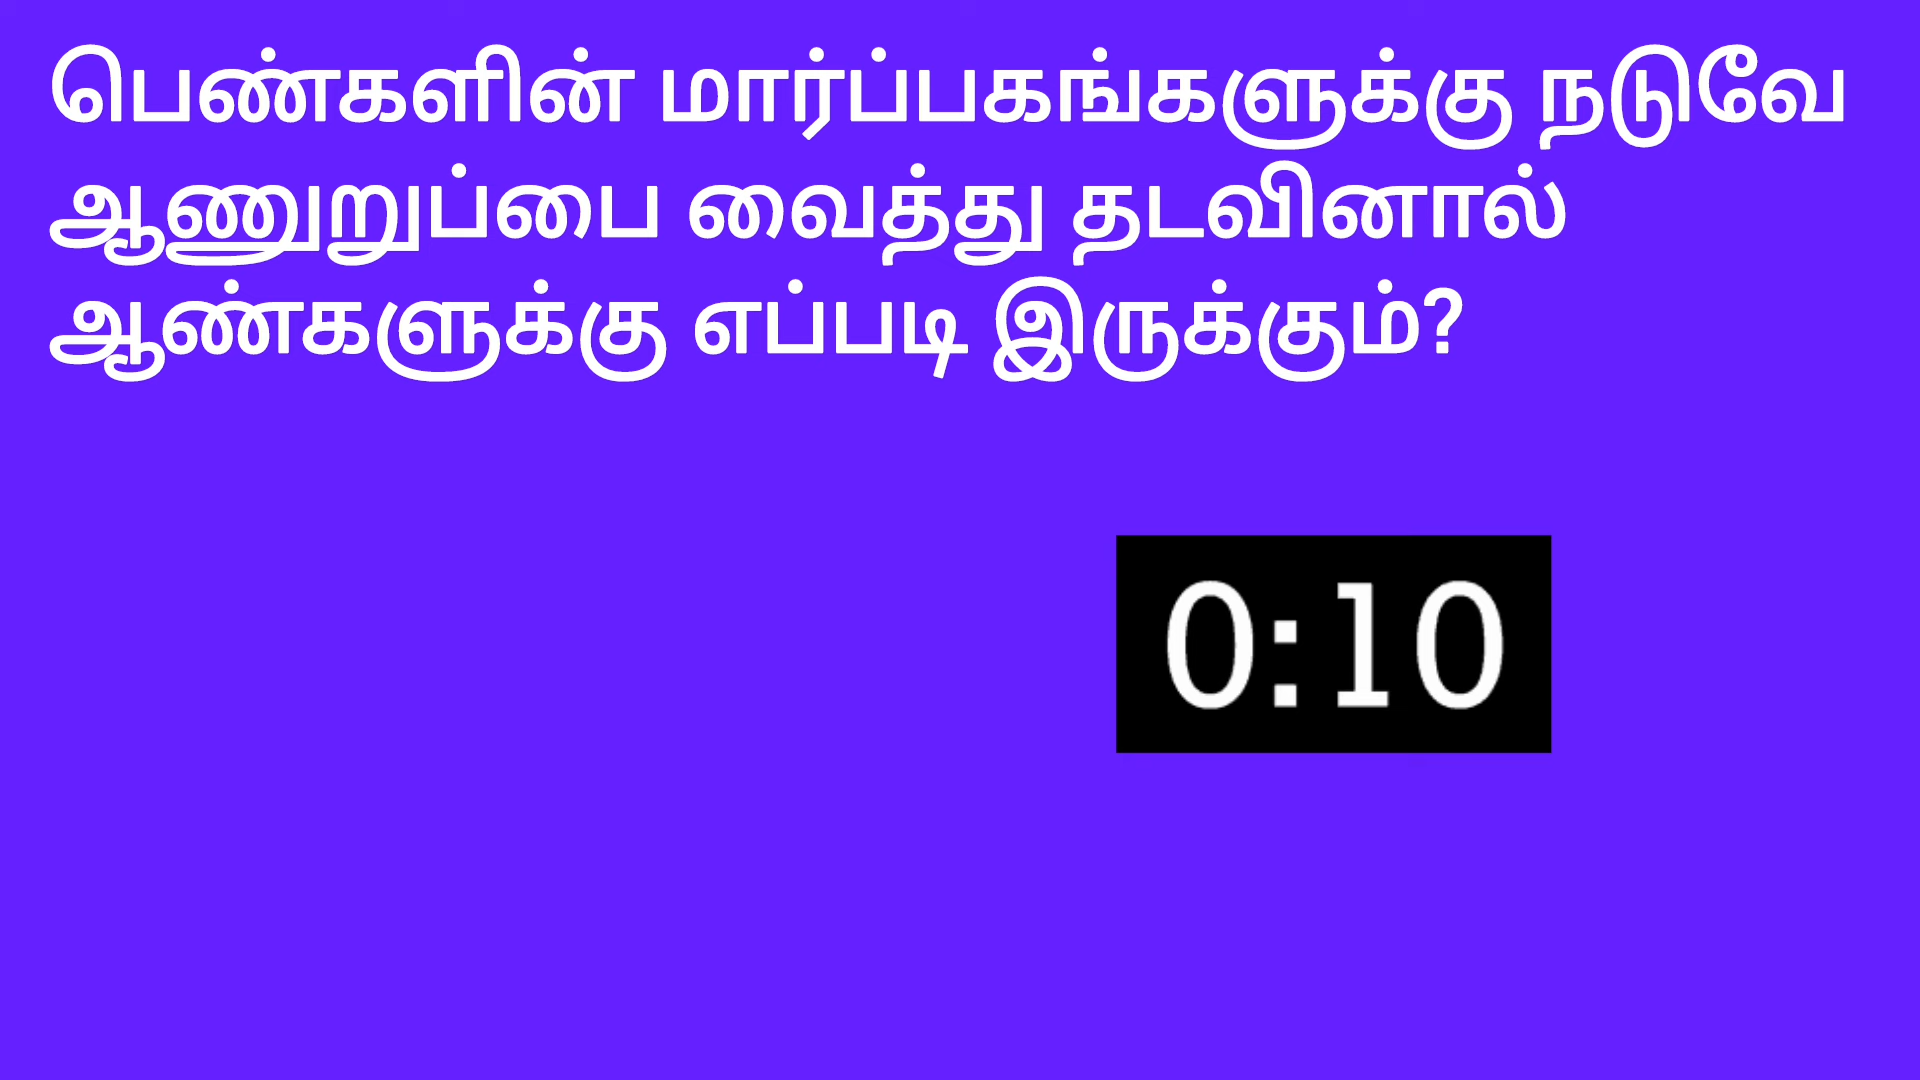 பெண்களின் மார்ப்பகங்களுக்கு நடுவே
ஆணுறுப்பை வைத்து தடவினால்
ஆண்களுக்கு எப்படி இருக்கும்?
0:10